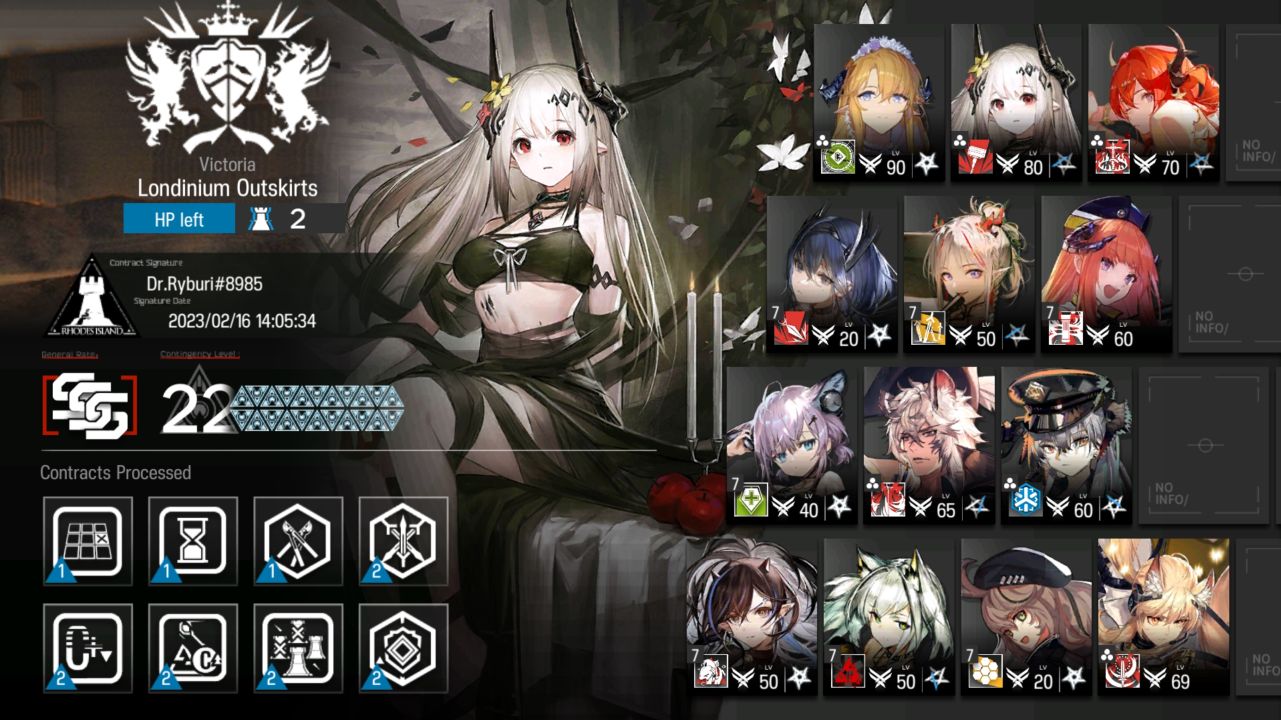 Victoria
Londinium Outskirts
HP left 2
Contract Signature
Dr.Ryburi#8985
Signature Date
2023/02/16 14:05:34
RHODES ISLAND
General Rate:
Contingency Level:
22
Contracts Processed
1
1
1
2
2
2
2
2
LV
90
LV
80
LV
70
NO
INFO/
7
LV
20
7
LV
50
7
LV
60
NO
INFO/
7
LV
40
LV
65
LV
60
NO
INFO/
7
LV
50
7
LV
50
7
LV
20
LV
69
NO
INFO